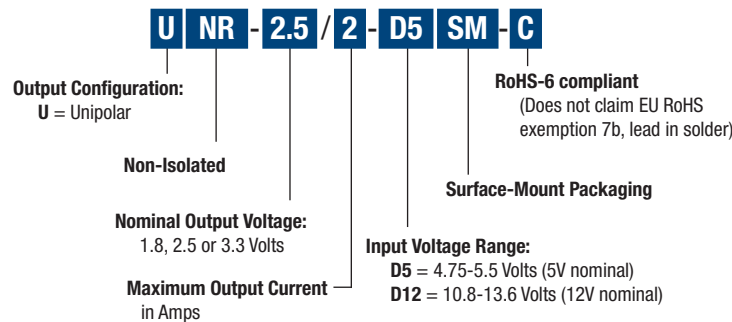 U NR - 2.5 / 2 - D5 SM - C
Output Configuration:
U = Unipolar
RoHS-6 compliant
(Does not claim EU RoHS
exemption 7b, lead in solder)
Non-Isolated
Surface-Mount Packaging
Nominal Output Voltage:
1.8, 2.5 or 3.3 Volts
Input Voltage Range:
D5 = 4.75-5.5 Volts (5V nominal)
D12 = 10.8-13.6 Volts (12V nominal)
Maximum Output Current
in Amps